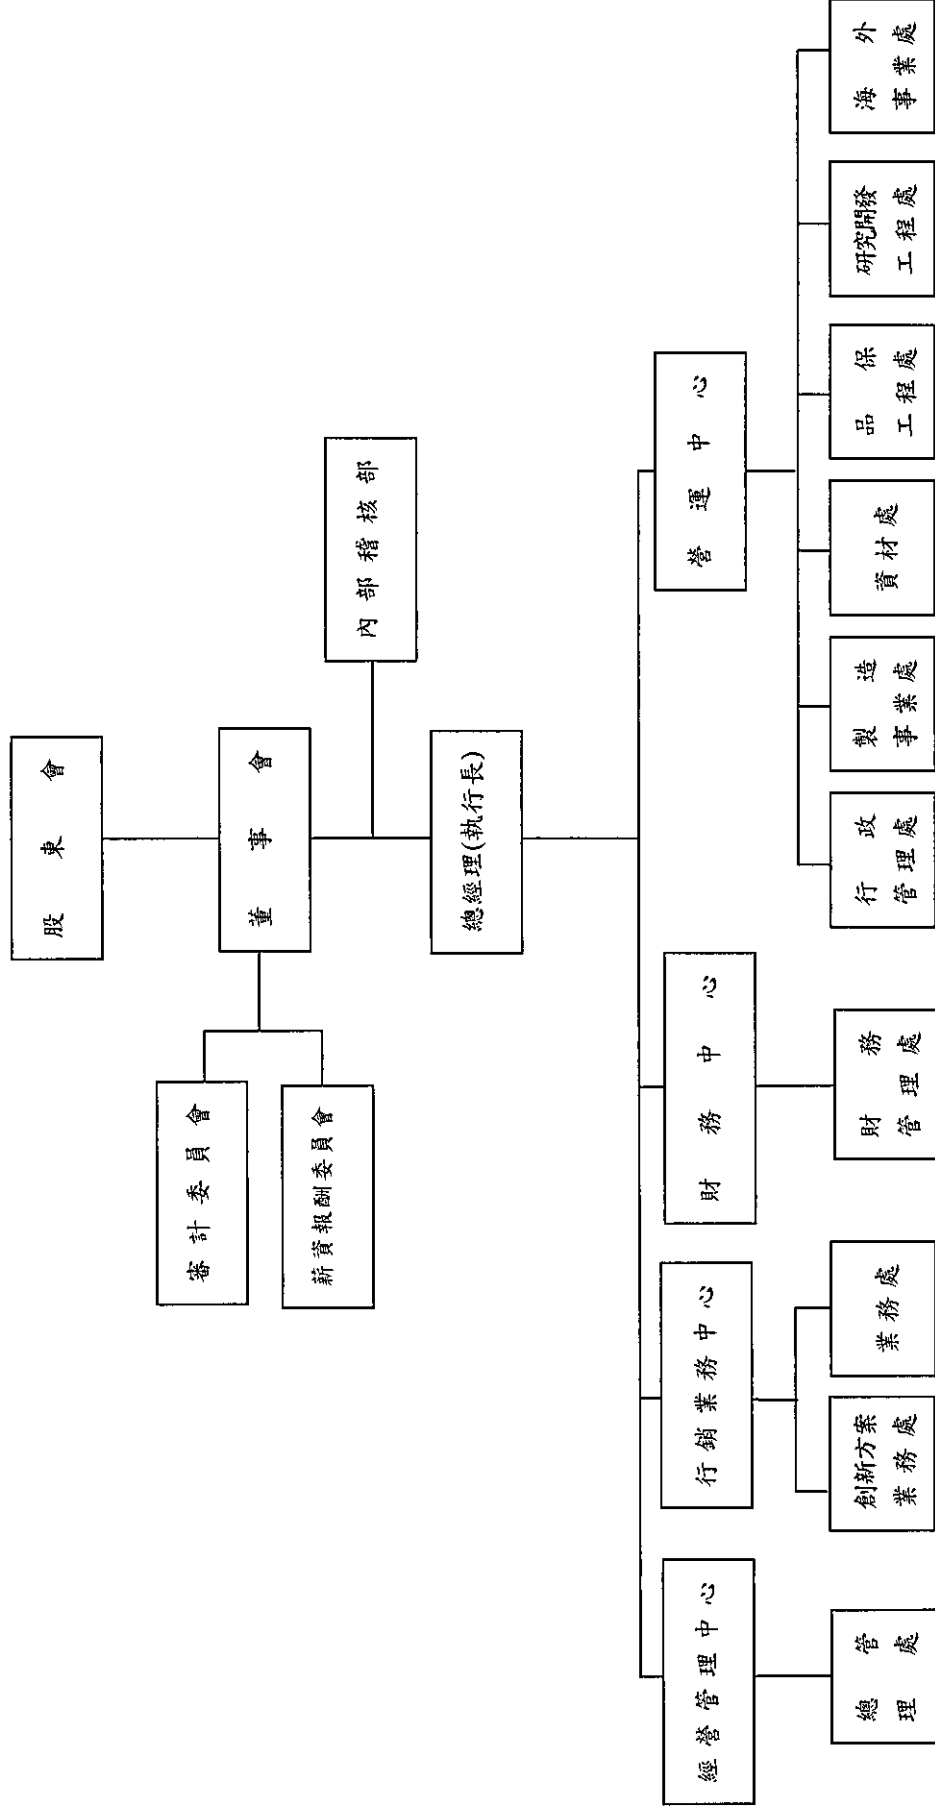 股東會
董事會
審計委員會
薪資報酬委員會
內部稽核部
總經理(執行長)
經營管理中心
行銷業務中心
財務中心
營運中心
總管
理處
創新方案
業務處
業務處
財務
管理處
行政
管理處
製造
事業處
資材處
品保
工程處
研究開發
工程處
海外
事業處